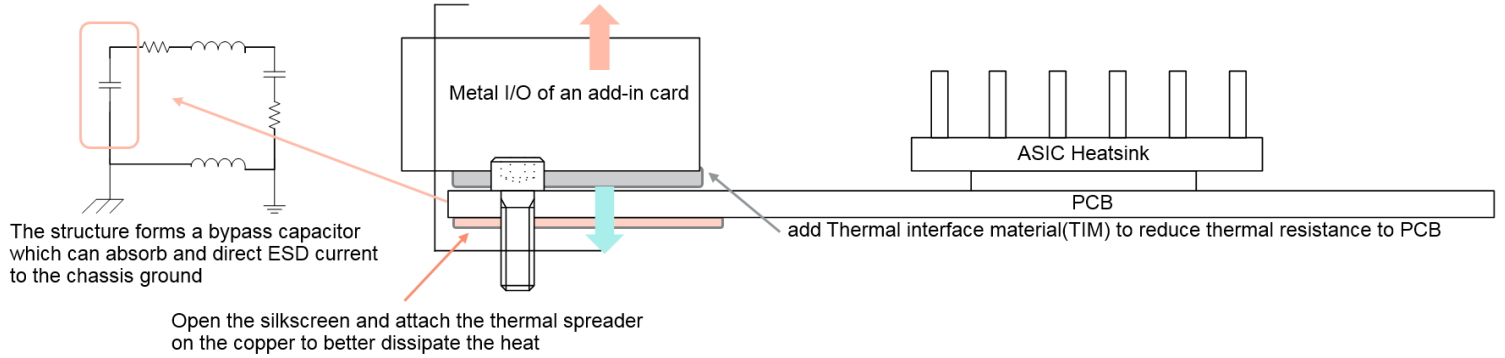 Metal I/O of an add-in card
ASIC Heatsink
PCB
The structure forms a bypass capacitor
which can absorb and direct ESD current
to the chassis ground
add Thermal interface material(TIM) to reduce thermal resistance to PCB
Open the silkscreen and attach the thermal spreader
on the copper to better dissipate the heat